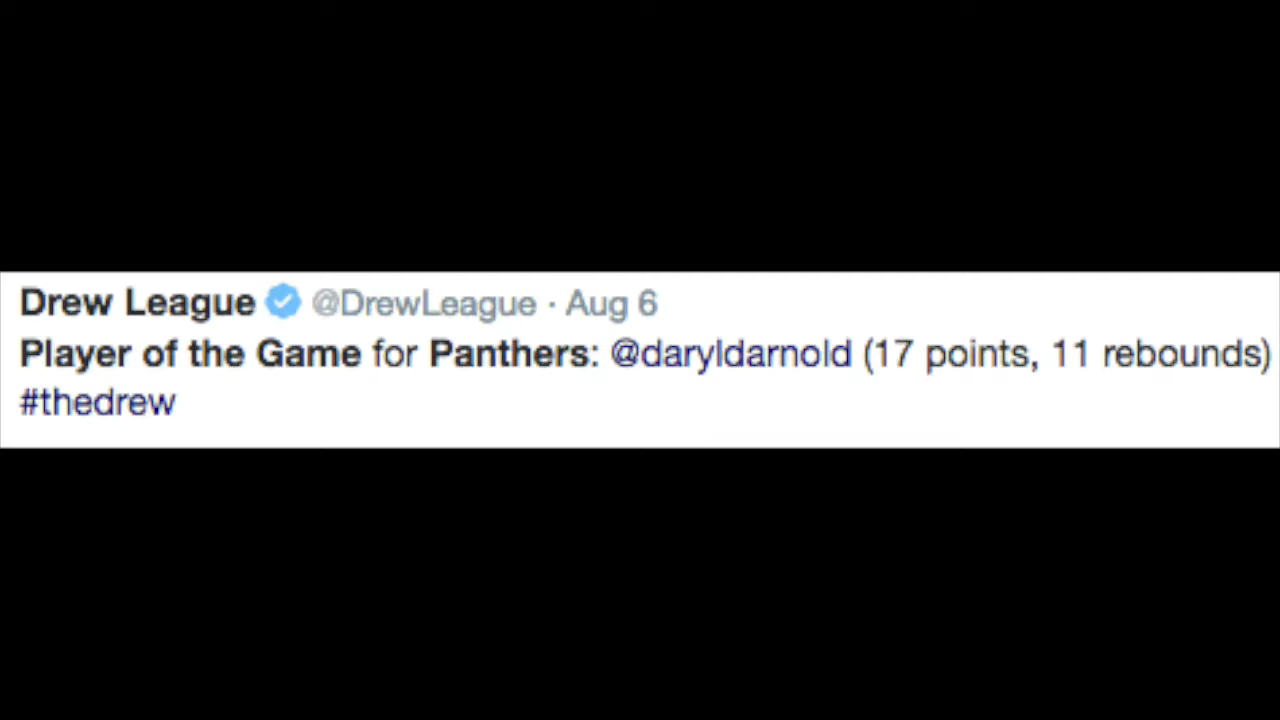 Drew League @DrewLeague · Aug 6
Player of the Game for Panthers: @daryldarnold (17 points, 11 rebounds)
#thedrew